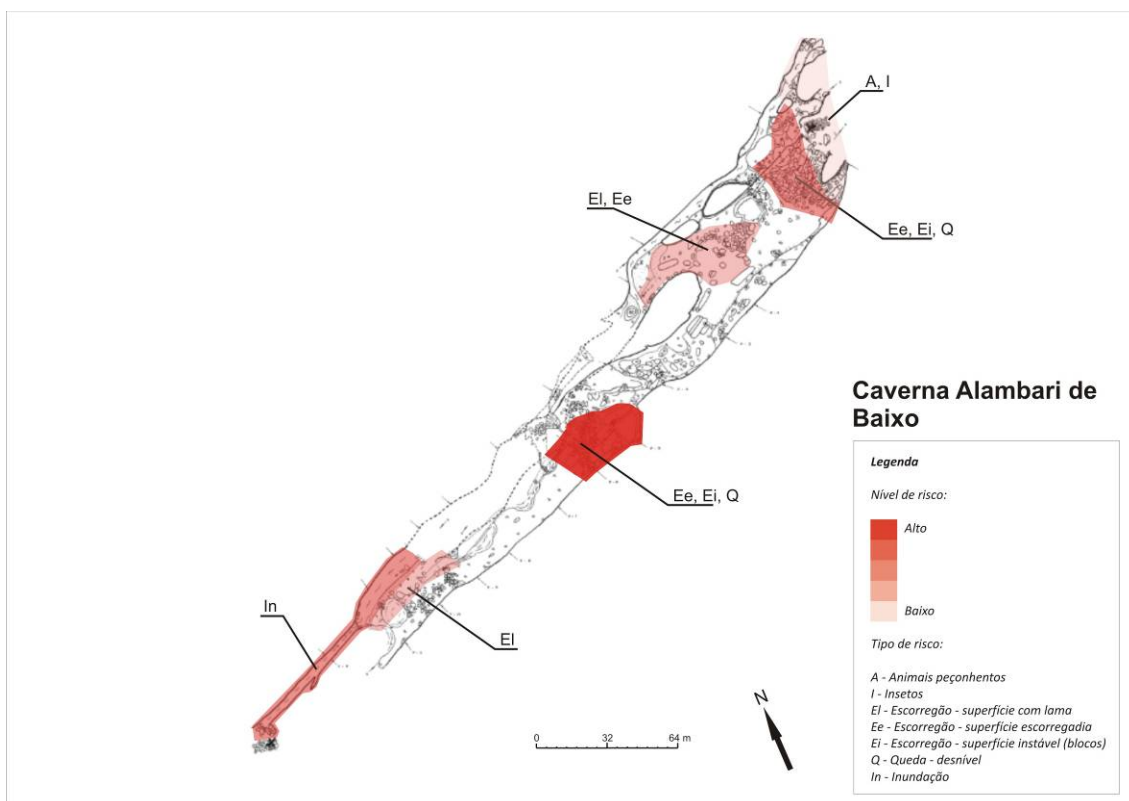 A, I
El, Ee
Ee, Ei, Q
Ee, Ei, Q
In
El
N
0 32 64 m
Caverna Alambari de
Baixo
Legenda
Nível de risco:
Alto
Baixo
Tipo de risco:
A - Animais peçonhentos
I - Insetos
El - Escorregão - superfície com lama
Ee - Escorregão - superfície escorregadia
Ei - Escorregão - superfície instável (blocos)
Q - Queda - desnível
In - Inundação